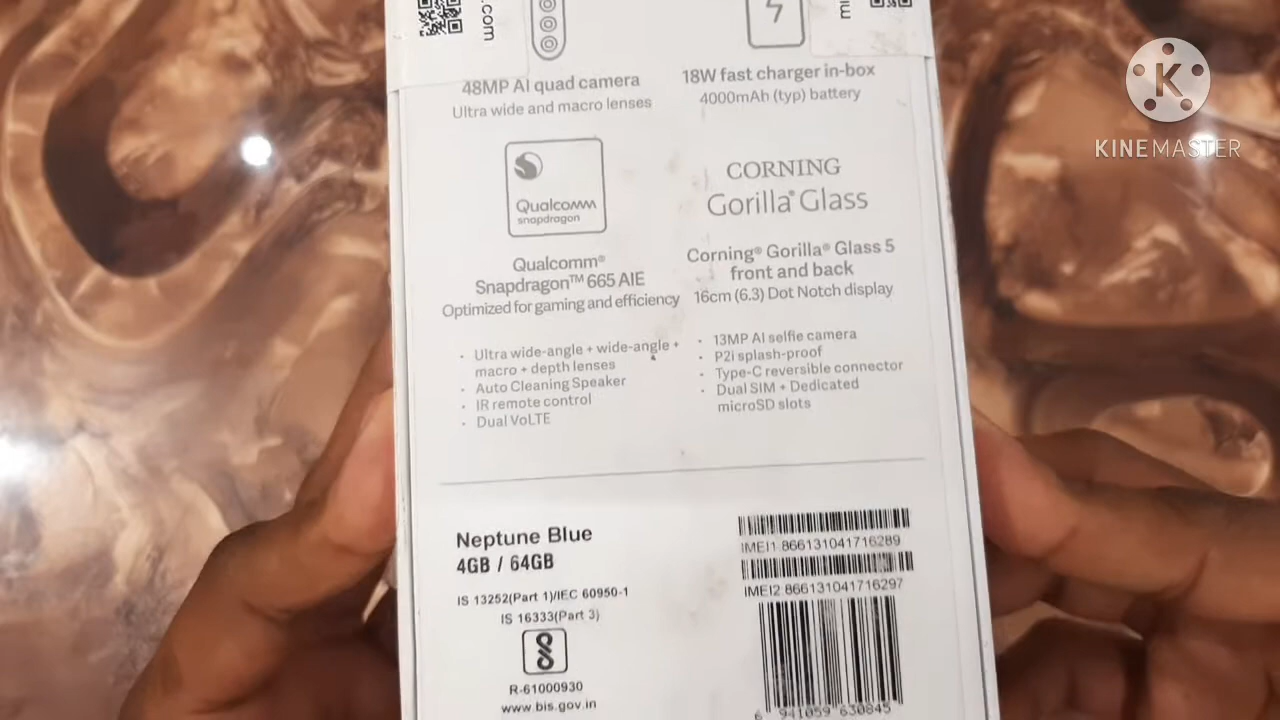 .com
mi
48MP AI quad camera
Ultra wide and macro lenses
18W fast charger in-box
4000mAh (typ) battery
K
KINEMASTER
Qualcomm
snapdragon
CORNING
Gorilla® Glass
Qualcomm®
Snapdragon™ 665 AIE
Optimized for gaming and efficiency
Corning® Gorilla® Glass 5
front and back
16cm (6.3) Dot Notch display
· Ultra wide-angle + wide-angle +
macro + depth lenses
· Auto Cleaning Speaker
· IR remote control
· Dual VoLTE
· 13MP AI selfie camera
· P2i splash-proof
· Type-C reversible connector
· Dual SIM + Dedicated
microSD slots
Neptune Blue
4GB / 64GB
IS 13252(Part 1)/IEC 60950-1
IS 16333(Part 3)
R-61000930
www.bis.gov.in
IMEI1 866131041716289
IMEI2 866131041716297
6 941059 630845